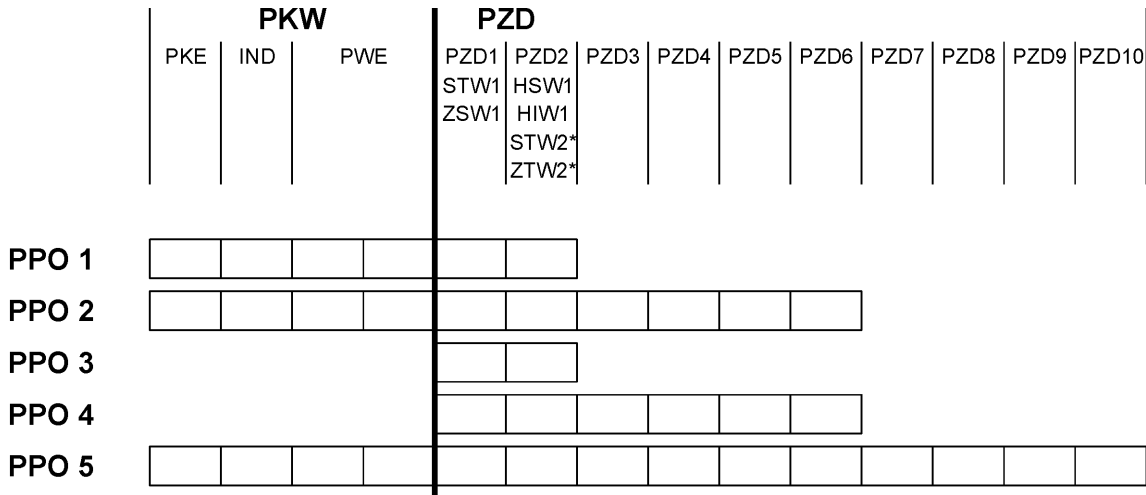 PKW PZD
PKE IND PWE PZD1 PZD2 PZD3 PZD4 PZD5 PZD6 PZD7 PZD8 PZD9 PZD10
STW1 HSW1
ZSW1 HIW1
STW2*
ZTW2*
PPO 1
PPO 2
PPO 3
PPO 4
PPO 5